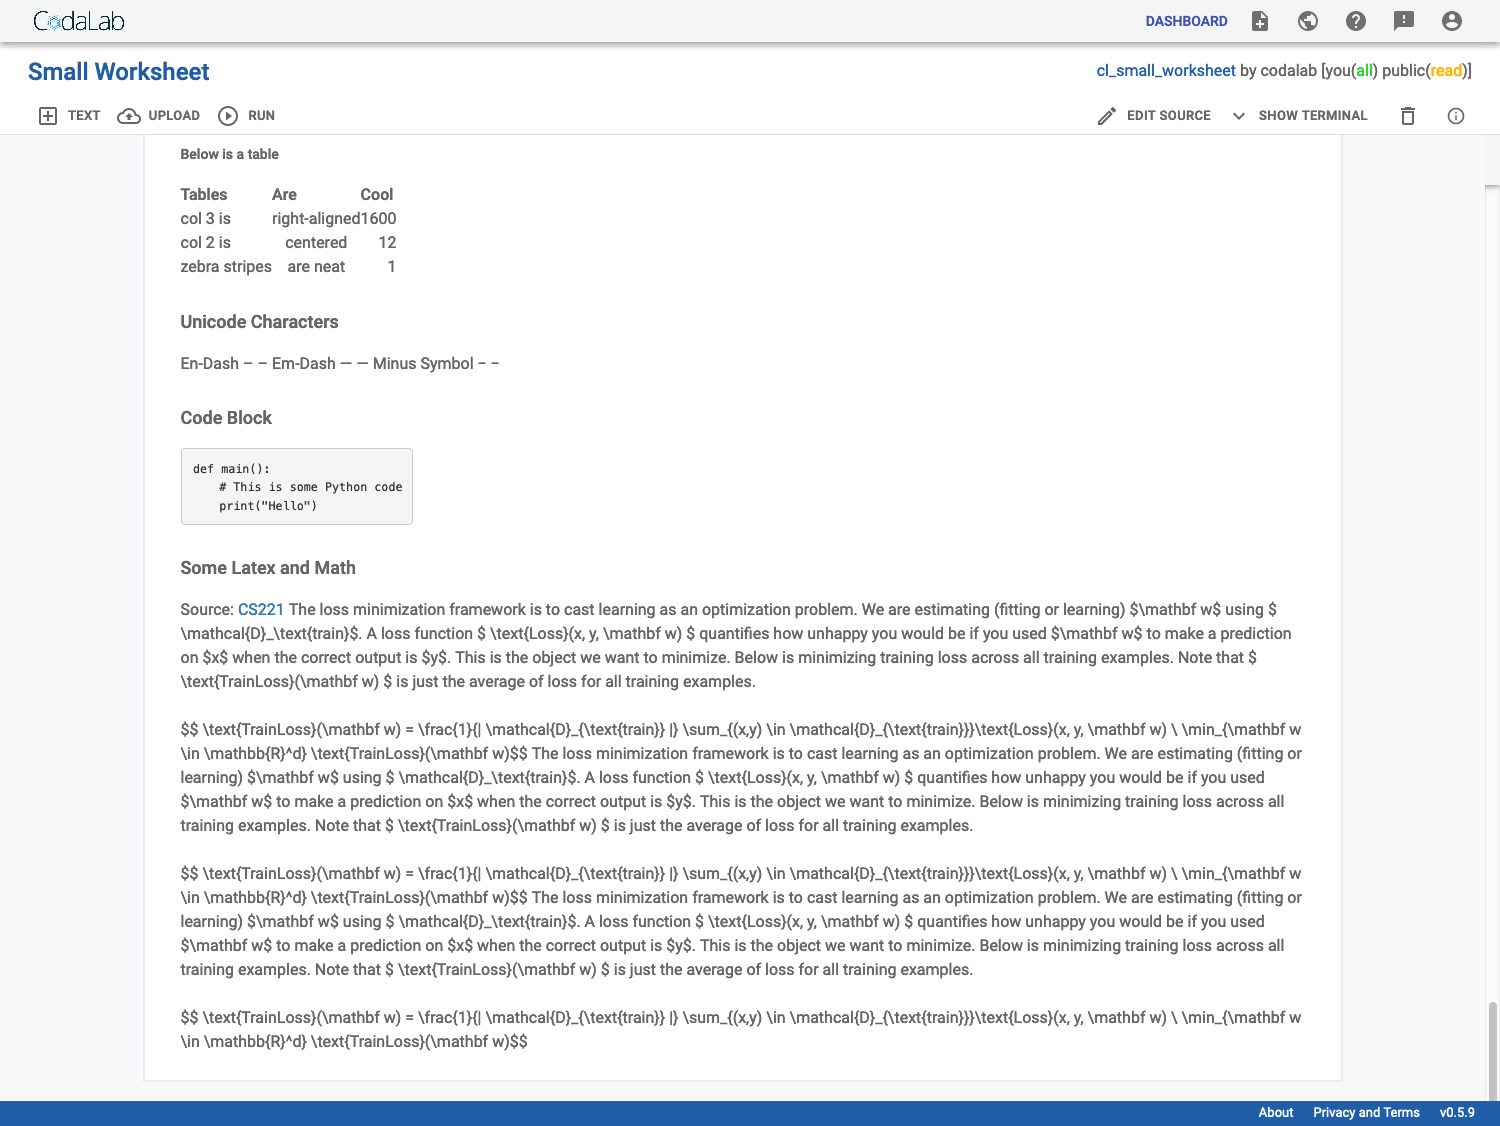 CodaLab
DASHBOARD
Small Worksheet
cl_small_worksheet by codalab [you(all) public(read)]
TEXT UPLOAD RUN
EDIT SOURCE SHOW TERMINAL
Below is a table
Tables Are Cool
col 3 is right-aligned 1600
col 2 is centered 12
zebra stripes are neat 1
Unicode Characters
En-Dash – – Em-Dash — — Minus Symbol − −
Code Block
def main():
    # This is some Python code
    print("Hello")
Some Latex and Math
Source: CS221 The loss minimization framework is to cast learning as an optimization problem. We are estimating (fitting or learning) $\mathbf w$ using $
\mathcal{D}_\text{train}$. A loss function $ \text{Loss}(x, y, \mathbf w) $ quantifies how unhappy you would be if you used $\mathbf w$ to make a prediction
on $x$ when the correct output is $y$. This is the object we want to minimize. Below is minimizing training loss across all training examples. Note that $
\text{TrainLoss}(\mathbf w) $ is just the average of loss for all training examples.
$$ \text{TrainLoss}(\mathbf w) = \frac{1}{| \mathcal{D}_{\text{train}} |} \sum_{(x,y) \in \mathcal{D}_{\text{train}}}\text{Loss}(x, y, \mathbf w) \ \min_{\mathbf w
\in \mathbb{R}^d} \text{TrainLoss}(\mathbf w)$$ The loss minimization framework is to cast learning as an optimization problem. We are estimating (fitting or
learning) $\mathbf w$ using $ \mathcal{D}_\text{train}$. A loss function $ \text{Loss}(x, y, \mathbf w) $ quantifies how unhappy you would be if you used
$\mathbf w$ to make a prediction on $x$ when the correct output is $y$. This is the object we want to minimize. Below is minimizing training loss across all
training examples. Note that $ \text{TrainLoss}(\mathbf w) $ is just the average of loss for all training examples.
$$ \text{TrainLoss}(\mathbf w) = \frac{1}{| \mathcal{D}_{\text{train}} |} \sum_{(x,y) \in \mathcal{D}_{\text{train}}}\text{Loss}(x, y, \mathbf w) \ \min_{\mathbf w
\in \mathbb{R}^d} \text{TrainLoss}(\mathbf w)$$ The loss minimization framework is to cast learning as an optimization problem. We are estimating (fitting or
learning) $\mathbf w$ using $ \mathcal{D}_\text{train}$. A loss function $ \text{Loss}(x, y, \mathbf w) $ quantifies how unhappy you would be if you used
$\mathbf w$ to make a prediction on $x$ when the correct output is $y$. This is the object we want to minimize. Below is minimizing training loss across all
training examples. Note that $ \text{TrainLoss}(\mathbf w) $ is just the average of loss for all training examples.
$$ \text{TrainLoss}(\mathbf w) = \frac{1}{| \mathcal{D}_{\text{train}} |} \sum_{(x,y) \in \mathcal{D}_{\text{train}}}\text{Loss}(x, y, \mathbf w) \ \min_{\mathbf w
\in \mathbb{R}^d} \text{TrainLoss}(\mathbf w)$$
About Privacy and Terms v0.5.9